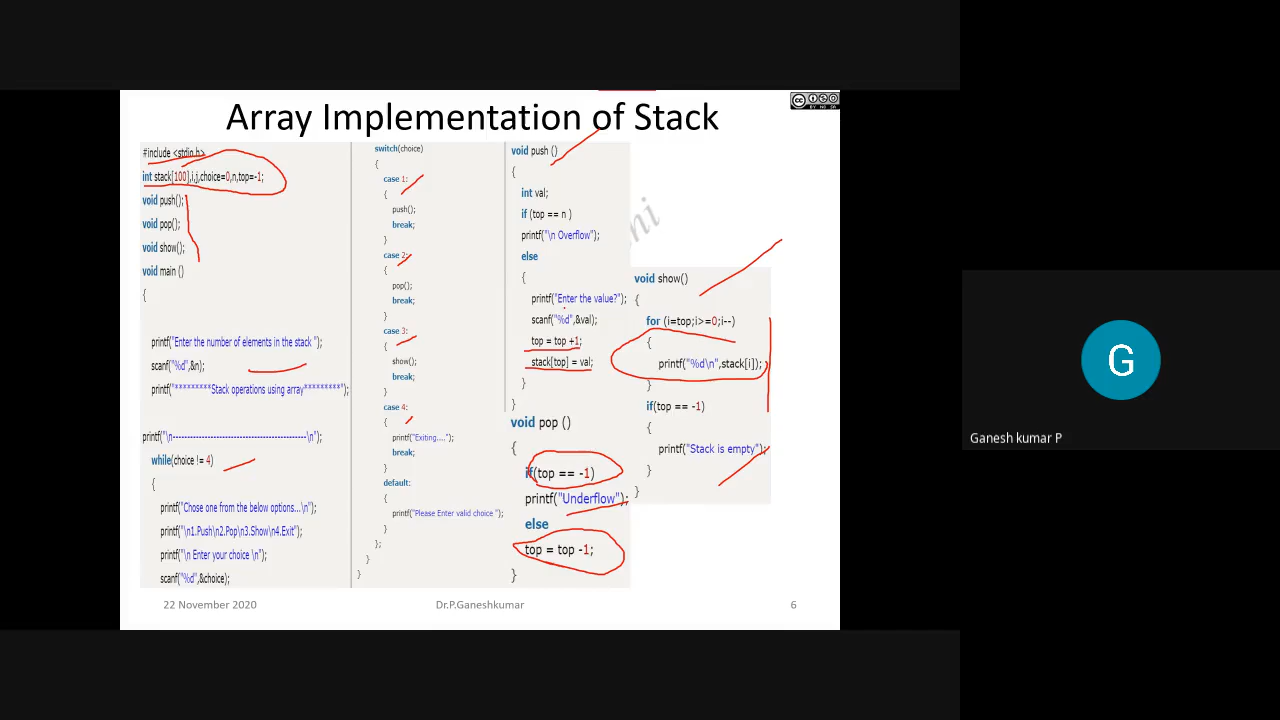 Array Implementation of Stack
#include <stdio.h>
int stack[100],i,j,choice=0,n,top=-1;
void push();
void pop();
void show();
void main ()
{
printf("Enter the number of elements in the stack ");
scanf("%d",&n);
printf("*********Stack operations using array*********");
printf("\n----------------------------------------------\n");
while(choice != 4)
{
printf("Chose one from the below options...\n");
printf("\n1.Push\n2.Pop\n3.Show\n4.Exit");
printf("\n Enter your choice \n");
scanf("%d",&choice);
switch(choice)
{
case 1:
{
push();
break;
}
case 2:
{
pop();
break;
}
case 3:
{
show();
break;
}
case 4:
{
printf("Exiting....");
break;
}
default:
{
printf("Please Enter valid choice ");
}
};
}
}
void push ()
{
int val;
if (top == n )
printf("\n Overflow");
else
{
printf("Enter the value?");
scanf("%d",&val);
top = top +1;
stack[top] = val;
}
}
void pop ()
{
if(top == -1)
printf("Underflow");
else
top = top -1;
}
void show()
{
for (i=top;i>=0;i--)
{
printf("%d\n",stack[i]);
}
if(top == -1)
{
printf("Stack is empty");
}
}
22 November 2020
Dr.P.Ganeshkumar
6
G
Ganesh kumar P